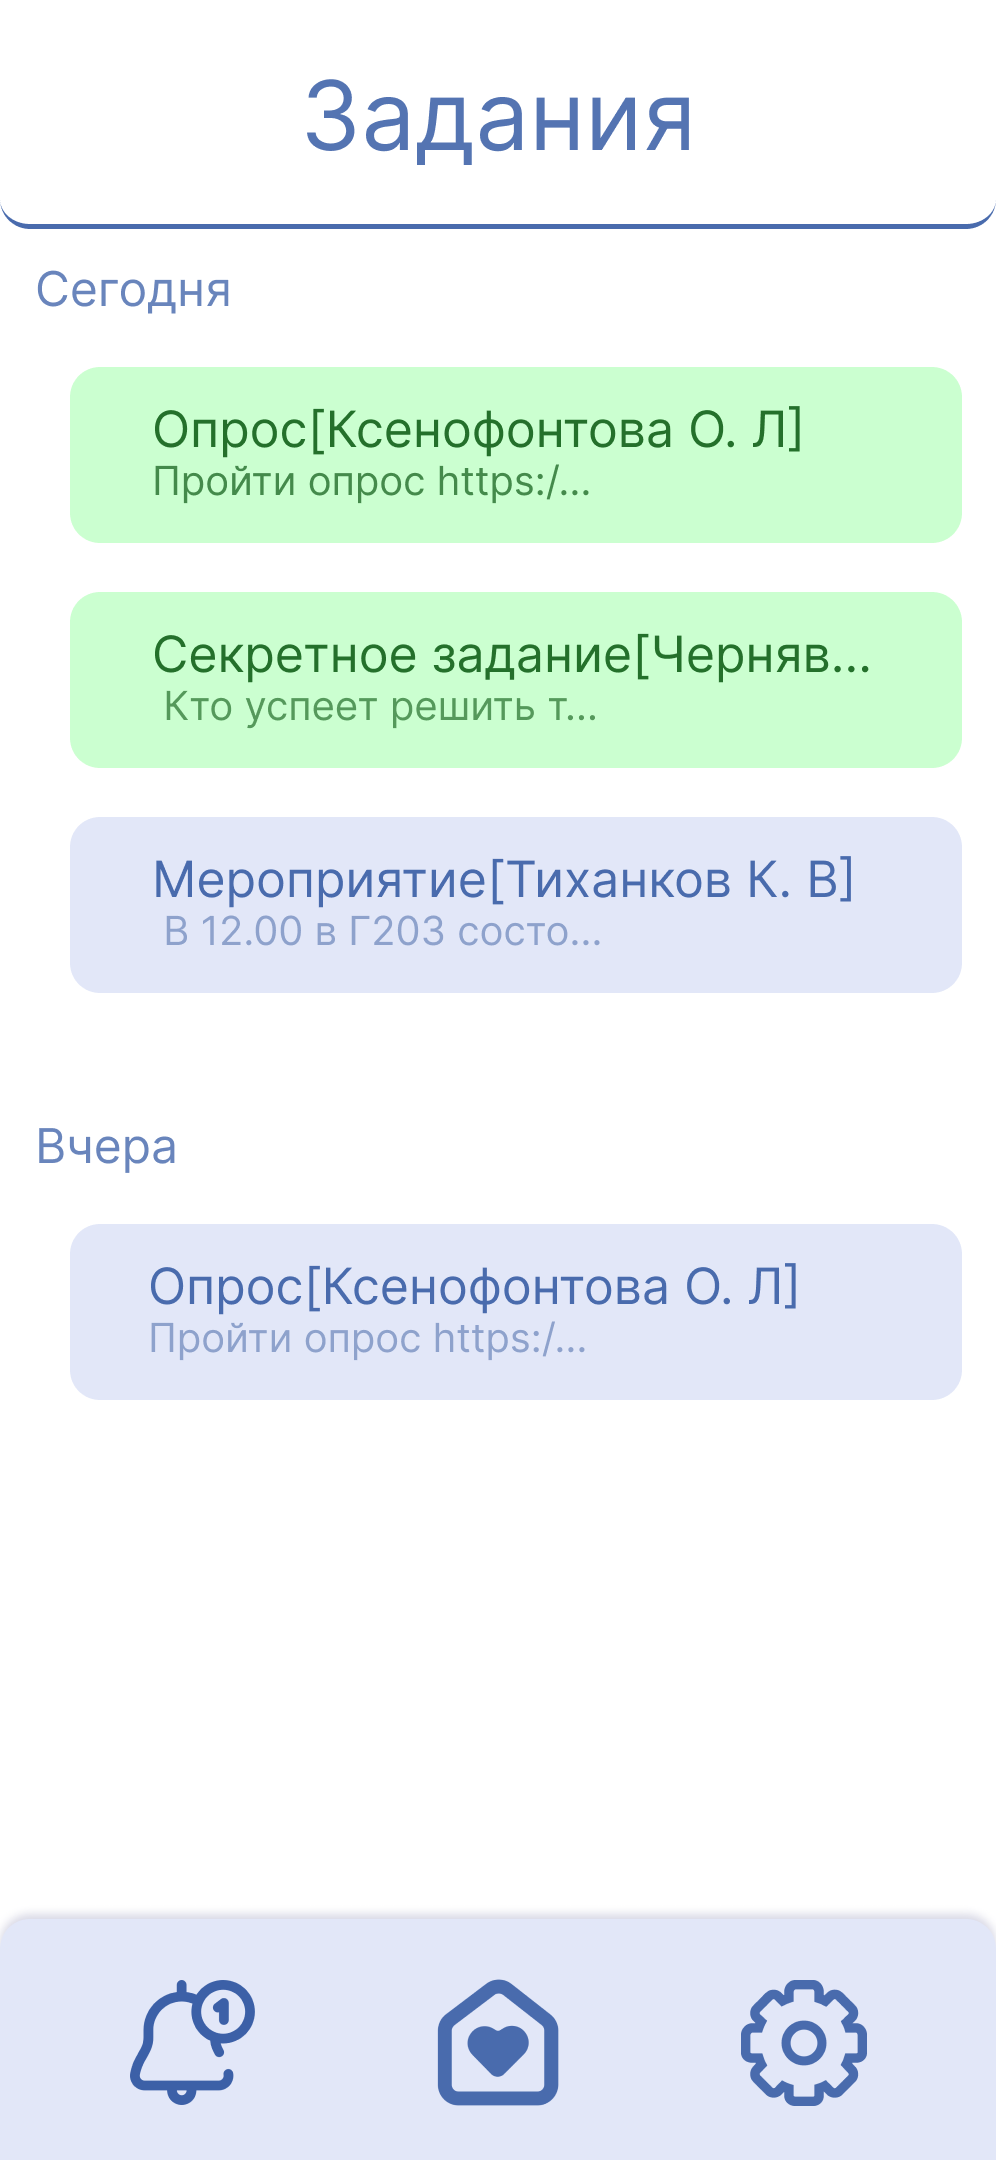 Задания
Сегодня
Опрос[Ксенофонтова О. Л]
Пройти опрос https:/...
Секретное задание[Черняв...
Кто успеет решить т...
Мероприятие[Тиханков К. В]
В 12.00 в Г203 состо...
Вчера
Опрос[Ксенофонтова О. Л]
Пройти опрос https:/...
1